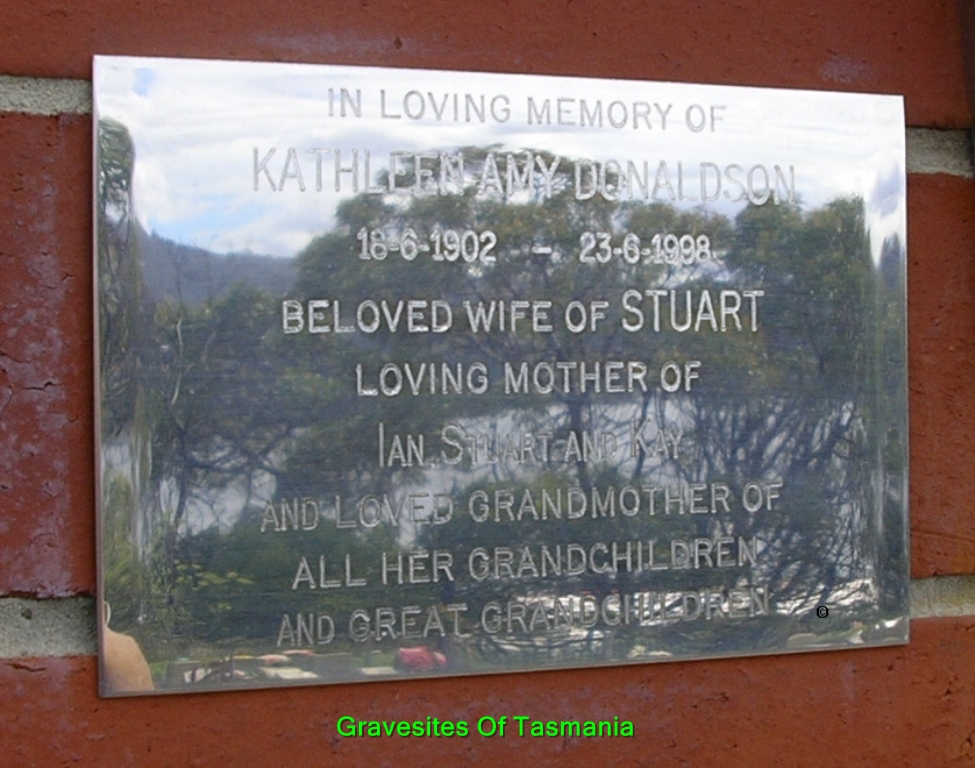 IN LOVING MEMORY OF
KATHLEEN AMY DONALDSON
18-6-1902 - 23-6-1998
BELOVED WIFE OF STUART
LOVING MOTHER OF
IAN, STUART AND KAY
AND LOVED GRANDMOTHER OF
ALL HER GRANDCHILDREN
AND GREAT GRANDCHILDREN
©
Gravesites Of Tasmania